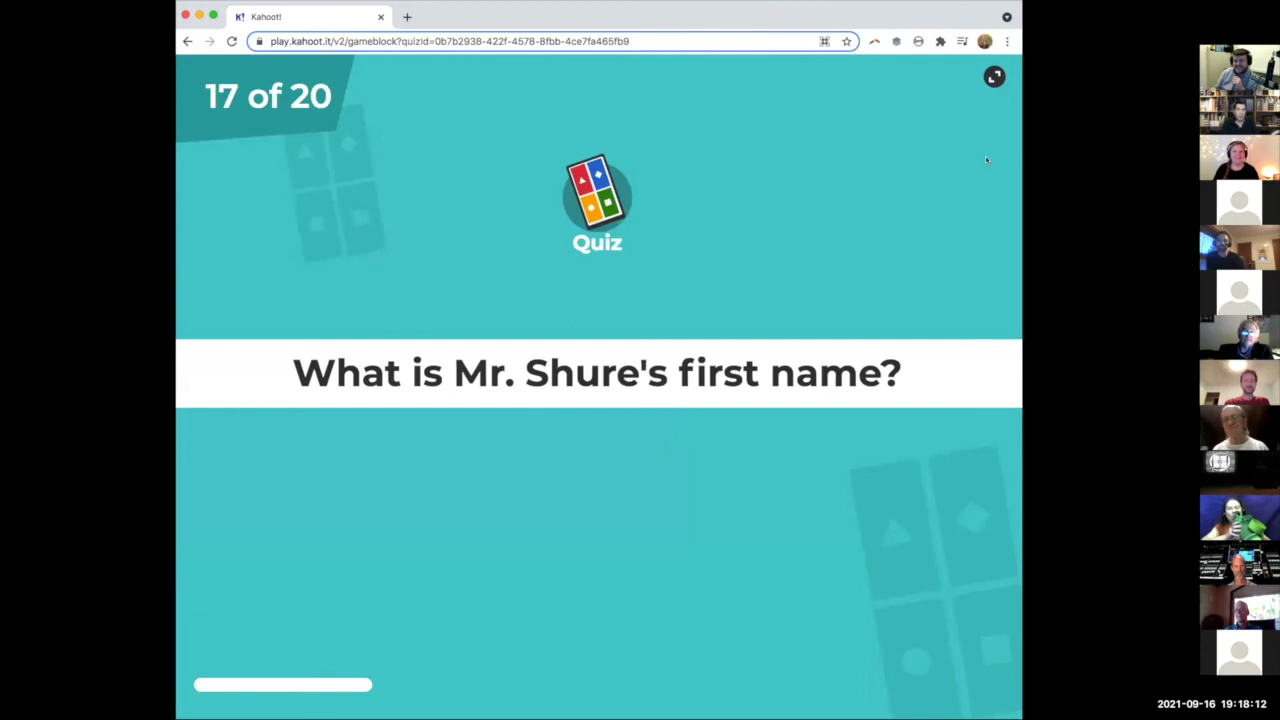 Kahoot!
play.kahoot.it/v2/gameblock?quizId=0b7b2938-422f-4578-8fbb-4ce7fa465fb9
17 of 20
Quiz
What is Mr. Shure's first name?
2021-09-16 19:18:12